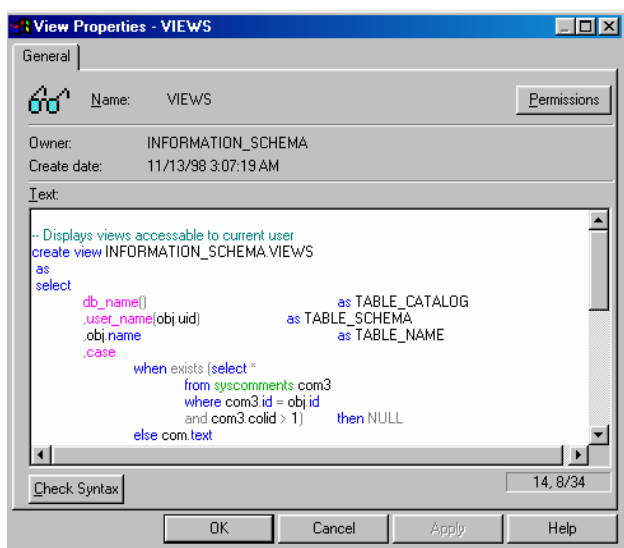 View Properties - VIEWS
General
Name: VIEWS
Permissions
Owner: INFORMATION_SCHEMA
Create date: 11/13/98 3:07:19 AM
Text:
-- Displays views accessable to current user
create view INFORMATION_SCHEMA.VIEWS
as
select
db_name() as TABLE_CATALOG
,user_name(obj.uid) as TABLE_SCHEMA
,obj.name as TABLE_NAME
,case
when exists (select *
from syscomments com3
where com3.id = obj.id
and com3.colid > 1) then NULL
else com.text
Check Syntax
14, 8/34
OK Cancel Apply Help